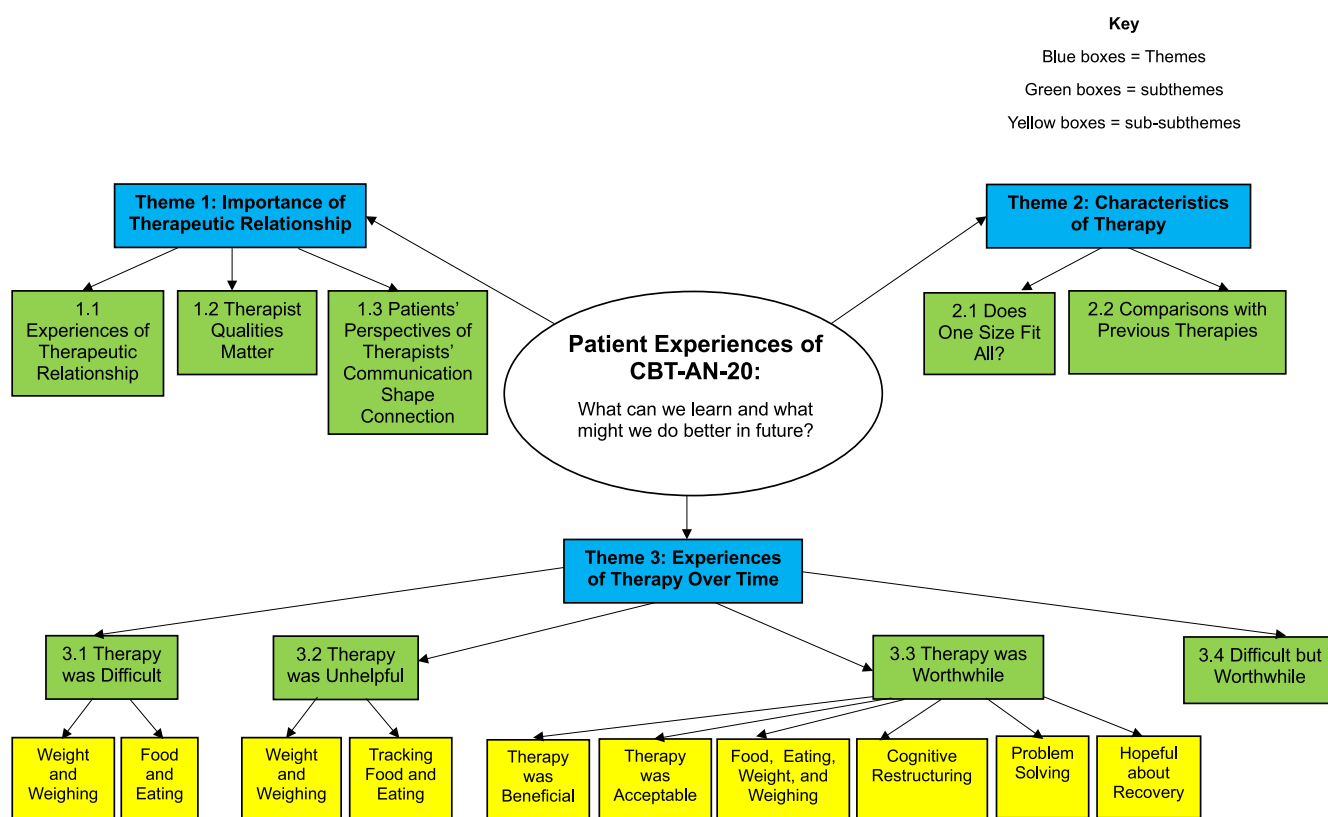 Key
Blue boxes = Themes
Green boxes = subthemes
Yellow boxes = sub-subthemes
Theme 1: Importance of
Therapeutic Relationship
Theme 2: Characteristics
of Therapy
1.1
Experiences of
Therapeutic
Relationship
1.2 Therapist
Qualities
Matter
1.3 Patients’
Perspectives of
Therapists’
Communication
Shape
Connection
2.1 Does
One Size Fit
All?
2.2 Comparisons with
Previous Therapies
Patient Experiences of
CBT-AN-20:
What can we learn and what
might we do better in future?
Theme 3: Experiences
of Therapy Over Time
3.1 Therapy
was Difficult
3.2 Therapy
was Unhelpful
3.3 Therapy was
Worthwhile
3.4 Difficult but
Worthwhile
Weight
and
Weighing
Food
and
Eating
Weight
and
Weighing
Tracking
Food and
Eating
Therapy
was
Beneficial
Therapy
was
Acceptable
Food, Eating,
Weight, and
Weighing
Cognitive
Restructuring
Problem
Solving
Hopeful
about
Recovery